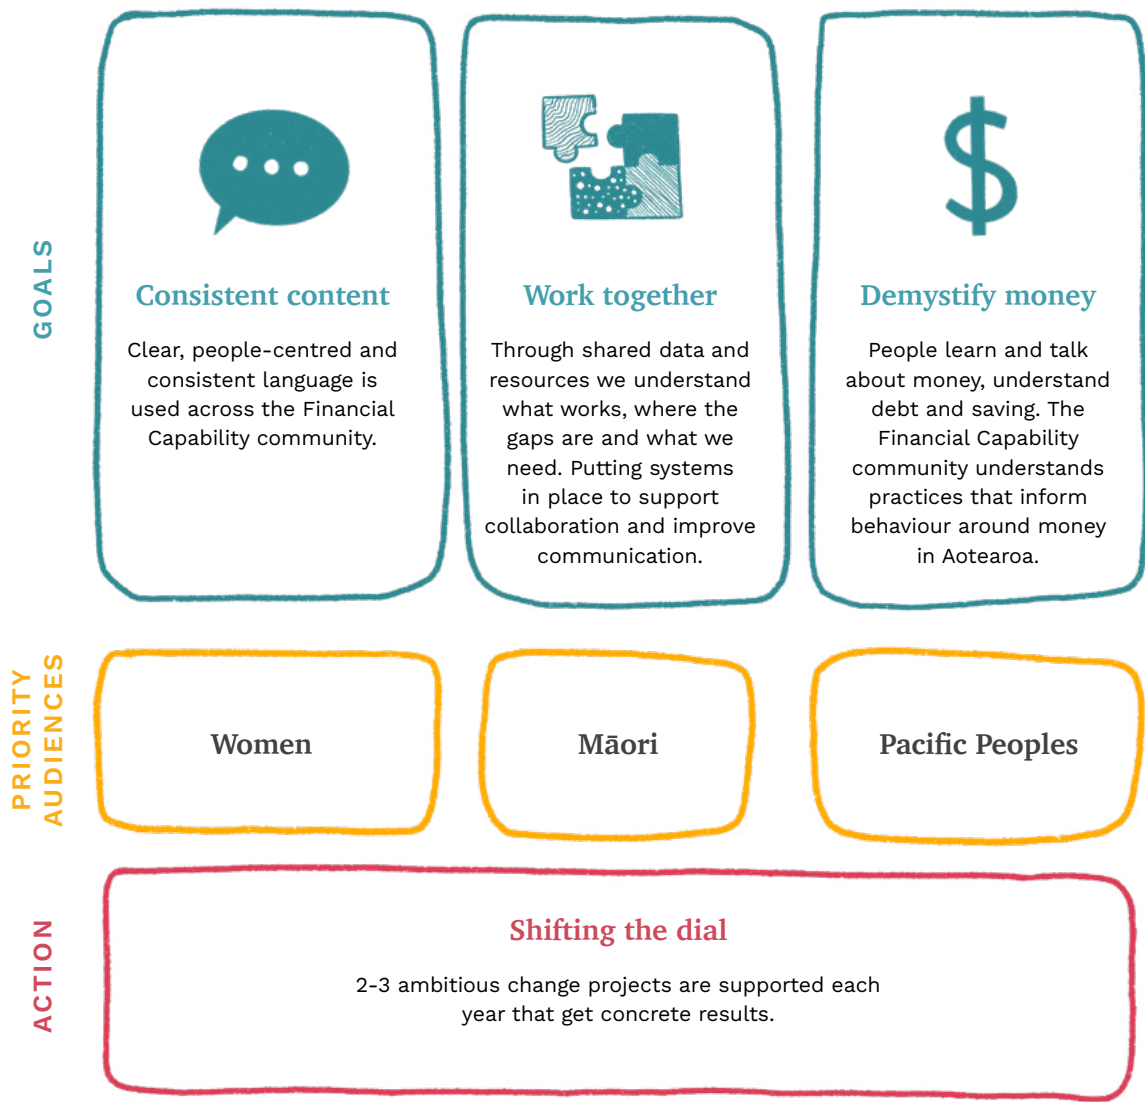 GOALS
Consistent content
Clear, people-centred and
consistent language is
used across the Financial
Capability community.
Work together
Through shared data and
resources we understand
what works, where the
gaps are and what we
need. Putting systems
in place to support
collaboration and improve
communication.
Demystify money
People learn and talk
about money, understand
debt and saving. The
Financial Capability
community understands
practices that inform
behaviour around money
in Aotearoa.
PRIORITY
AUDIENCES
Women
Māori
Pacific Peoples
ACTION
Shifting the dial
2-3 ambitious change projects are supported each
year that get concrete results.